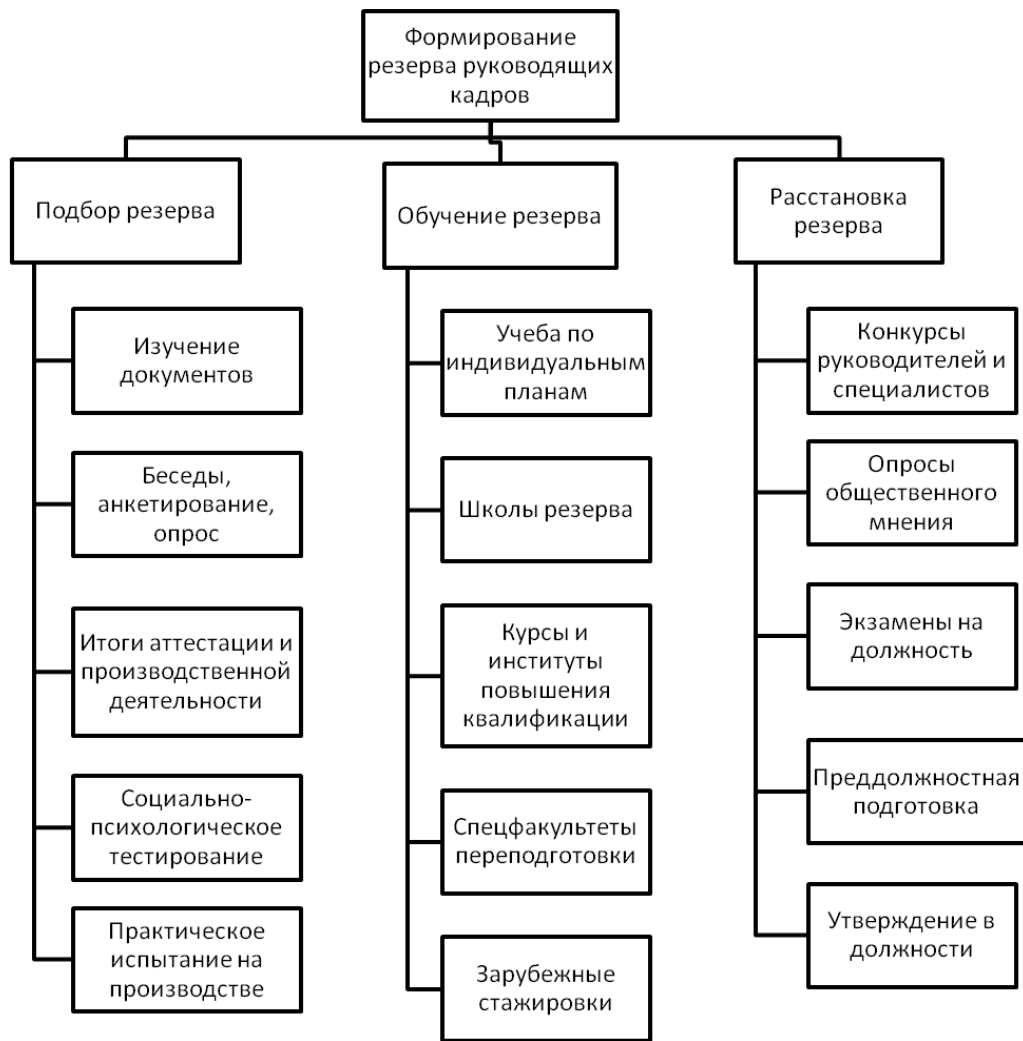 Формирование
резерва руководящих
кадров
Подбор резерва
Изучение
документов
Беседы,
анкетирование,
опрос
Итоги аттестации и
производственной
деятельности
Социально-
психологическое
тестирование
Практическое
испытание на
производстве
Обучение резерва
Учеба по
индивидуальным
планам
Школы резерва
Курсы и
институты
повышения
квалификации
Спецфакультеты
переподготовки
Зарубежные
стажировки
Расстановка
резерва
Конкурсы
руководителей и
специалистов
Опросы
общественного
мнения
Экзамены на
должность
Преддолжностная
подготовка
Утверждение в
должности